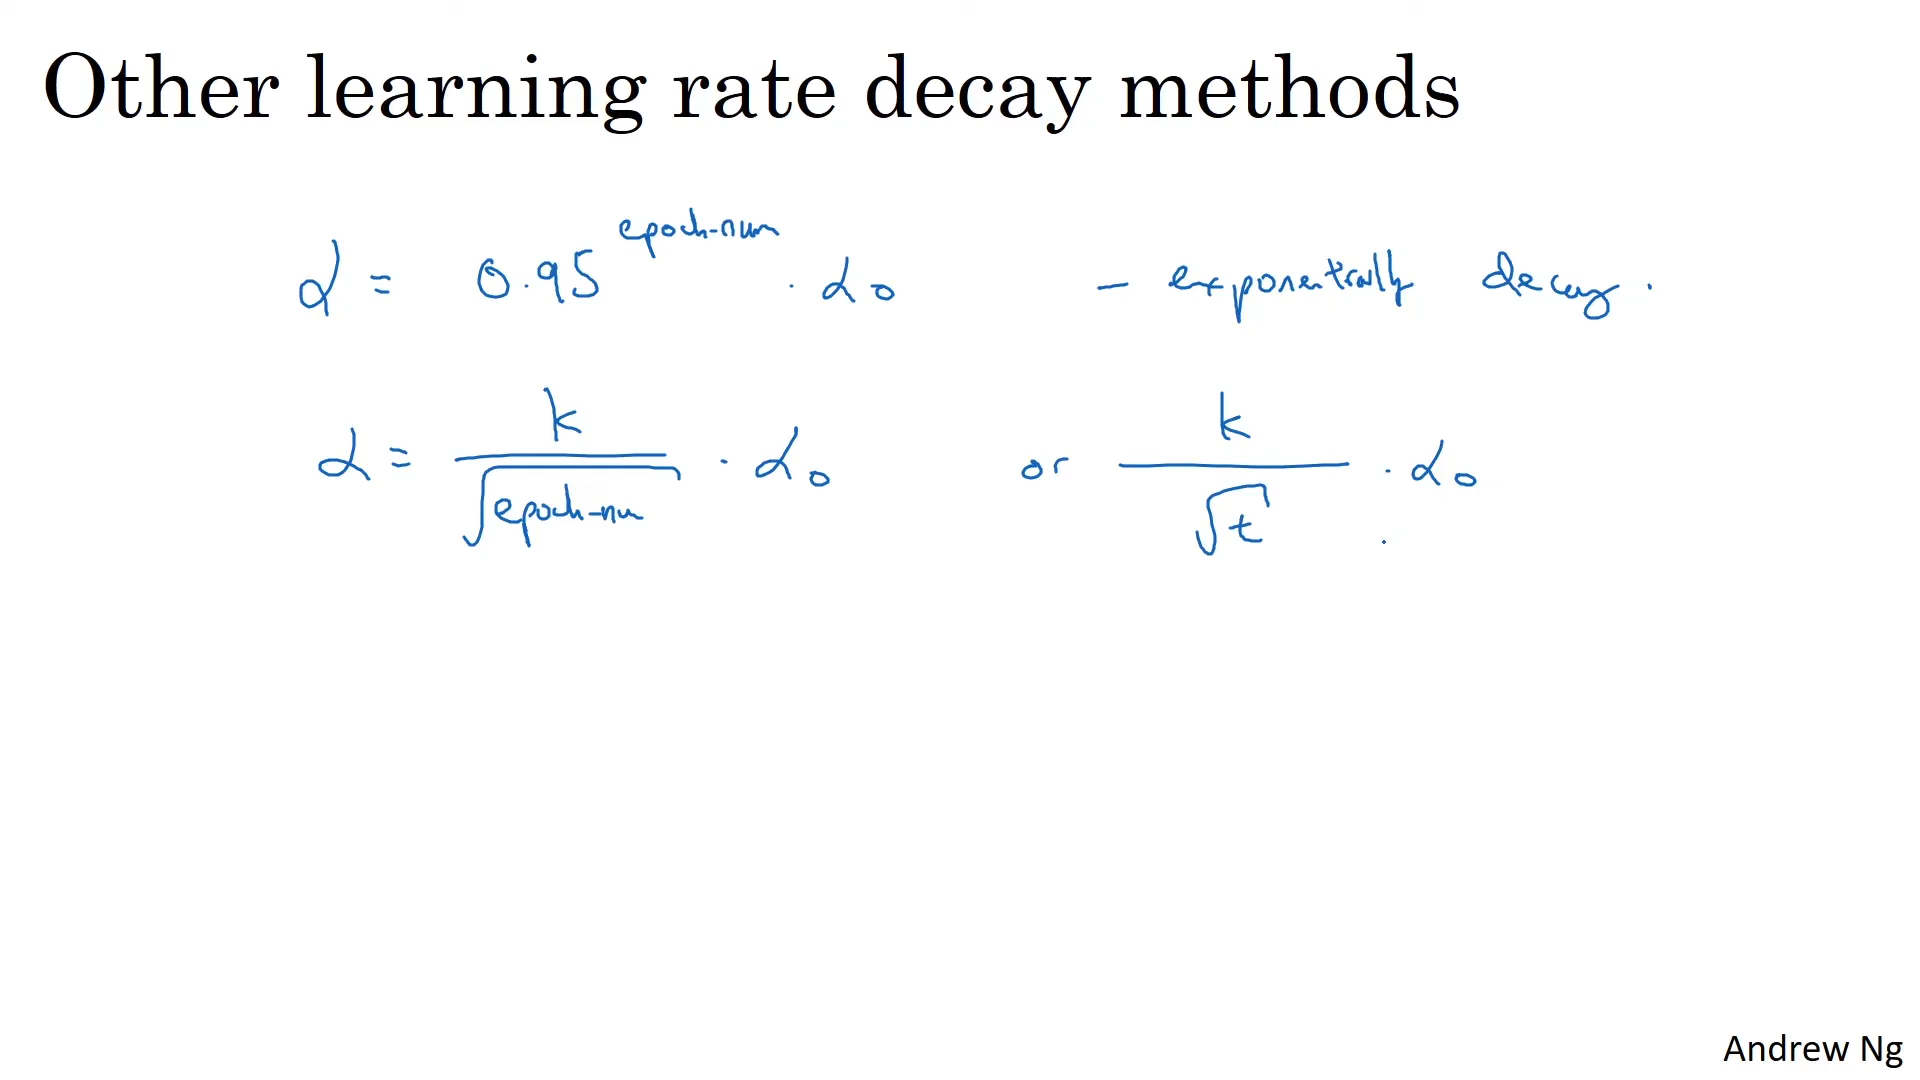 Other learning rate decay methods
α = 0.95^epoch-num · α₀ - exponentially decay.
α = k/√epoch-num · α₀ or k/√t · α₀
Andrew Ng